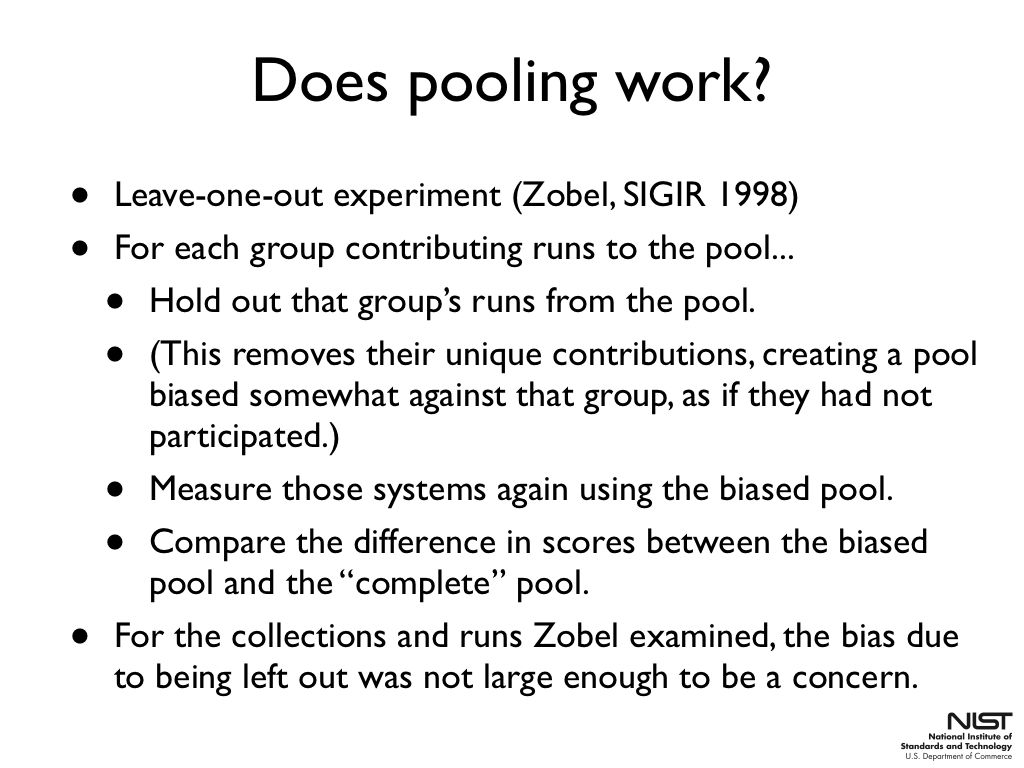 Does pooling work?
• Leave-one-out experiment (Zobel, SIGIR 1998)
• For each group contributing runs to the pool...
• Hold out that group’s runs from the pool.
• (This removes their unique contributions, creating a pool
biased somewhat against that group, as if they had not
participated.)
• Measure those systems again using the biased pool.
• Compare the difference in scores between the biased
pool and the “complete” pool.
• For the collections and runs Zobel examined, the bias due
to being left out was not large enough to be a concern.
NIST
National Institute of
Standards and Technology
U.S. Department of Commerce